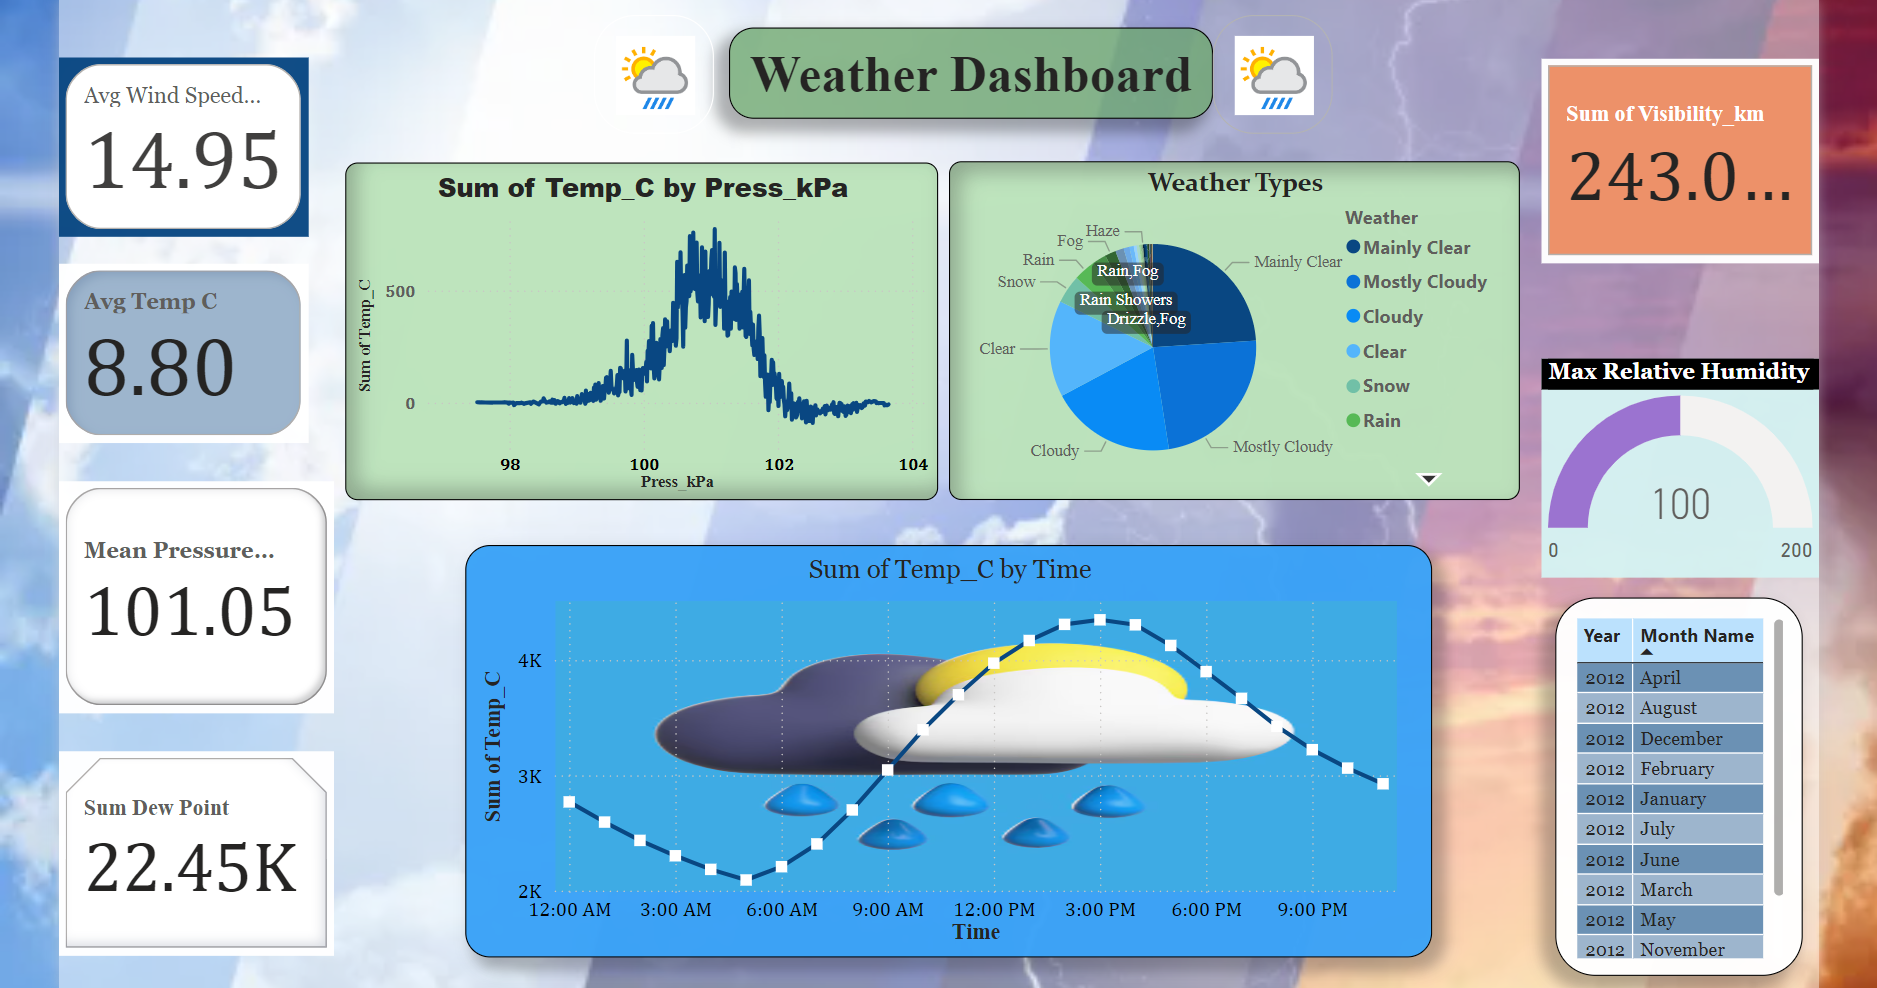 Weather Dashboard
Avg Wind Speed...
14.95
Avg Temp C
8.80
Mean Pressure...
101.05
Sum Dew Point
22.45K
Sum of Temp_C by Press_kPa
Sum of Temp_C
500
0
98 100 102 104
Press_kPa
Weather Types
Haze
Fog
Rain
Snow
Clear
Cloudy
Mostly Cloudy
Mainly Clear
Rain,Fog
Rain Showers
Drizzle,Fog
Weather
Mainly Clear
Mostly Cloudy
Cloudy
Clear
Snow
Rain
Sum of Temp_C by Time
Sum of Temp_C
4K
3K
2K
12:00 AM 3:00 AM 6:00 AM 9:00 AM 12:00 PM 3:00 PM 6:00 PM 9:00 PM
Time
Sum of Visibility_km
243.0...
Max Relative Humidity
100
0 200
Year Month Name
2012 April
2012 August
2012 December
2012 February
2012 January
2012 July
2012 June
2012 March
2012 May
2012 November